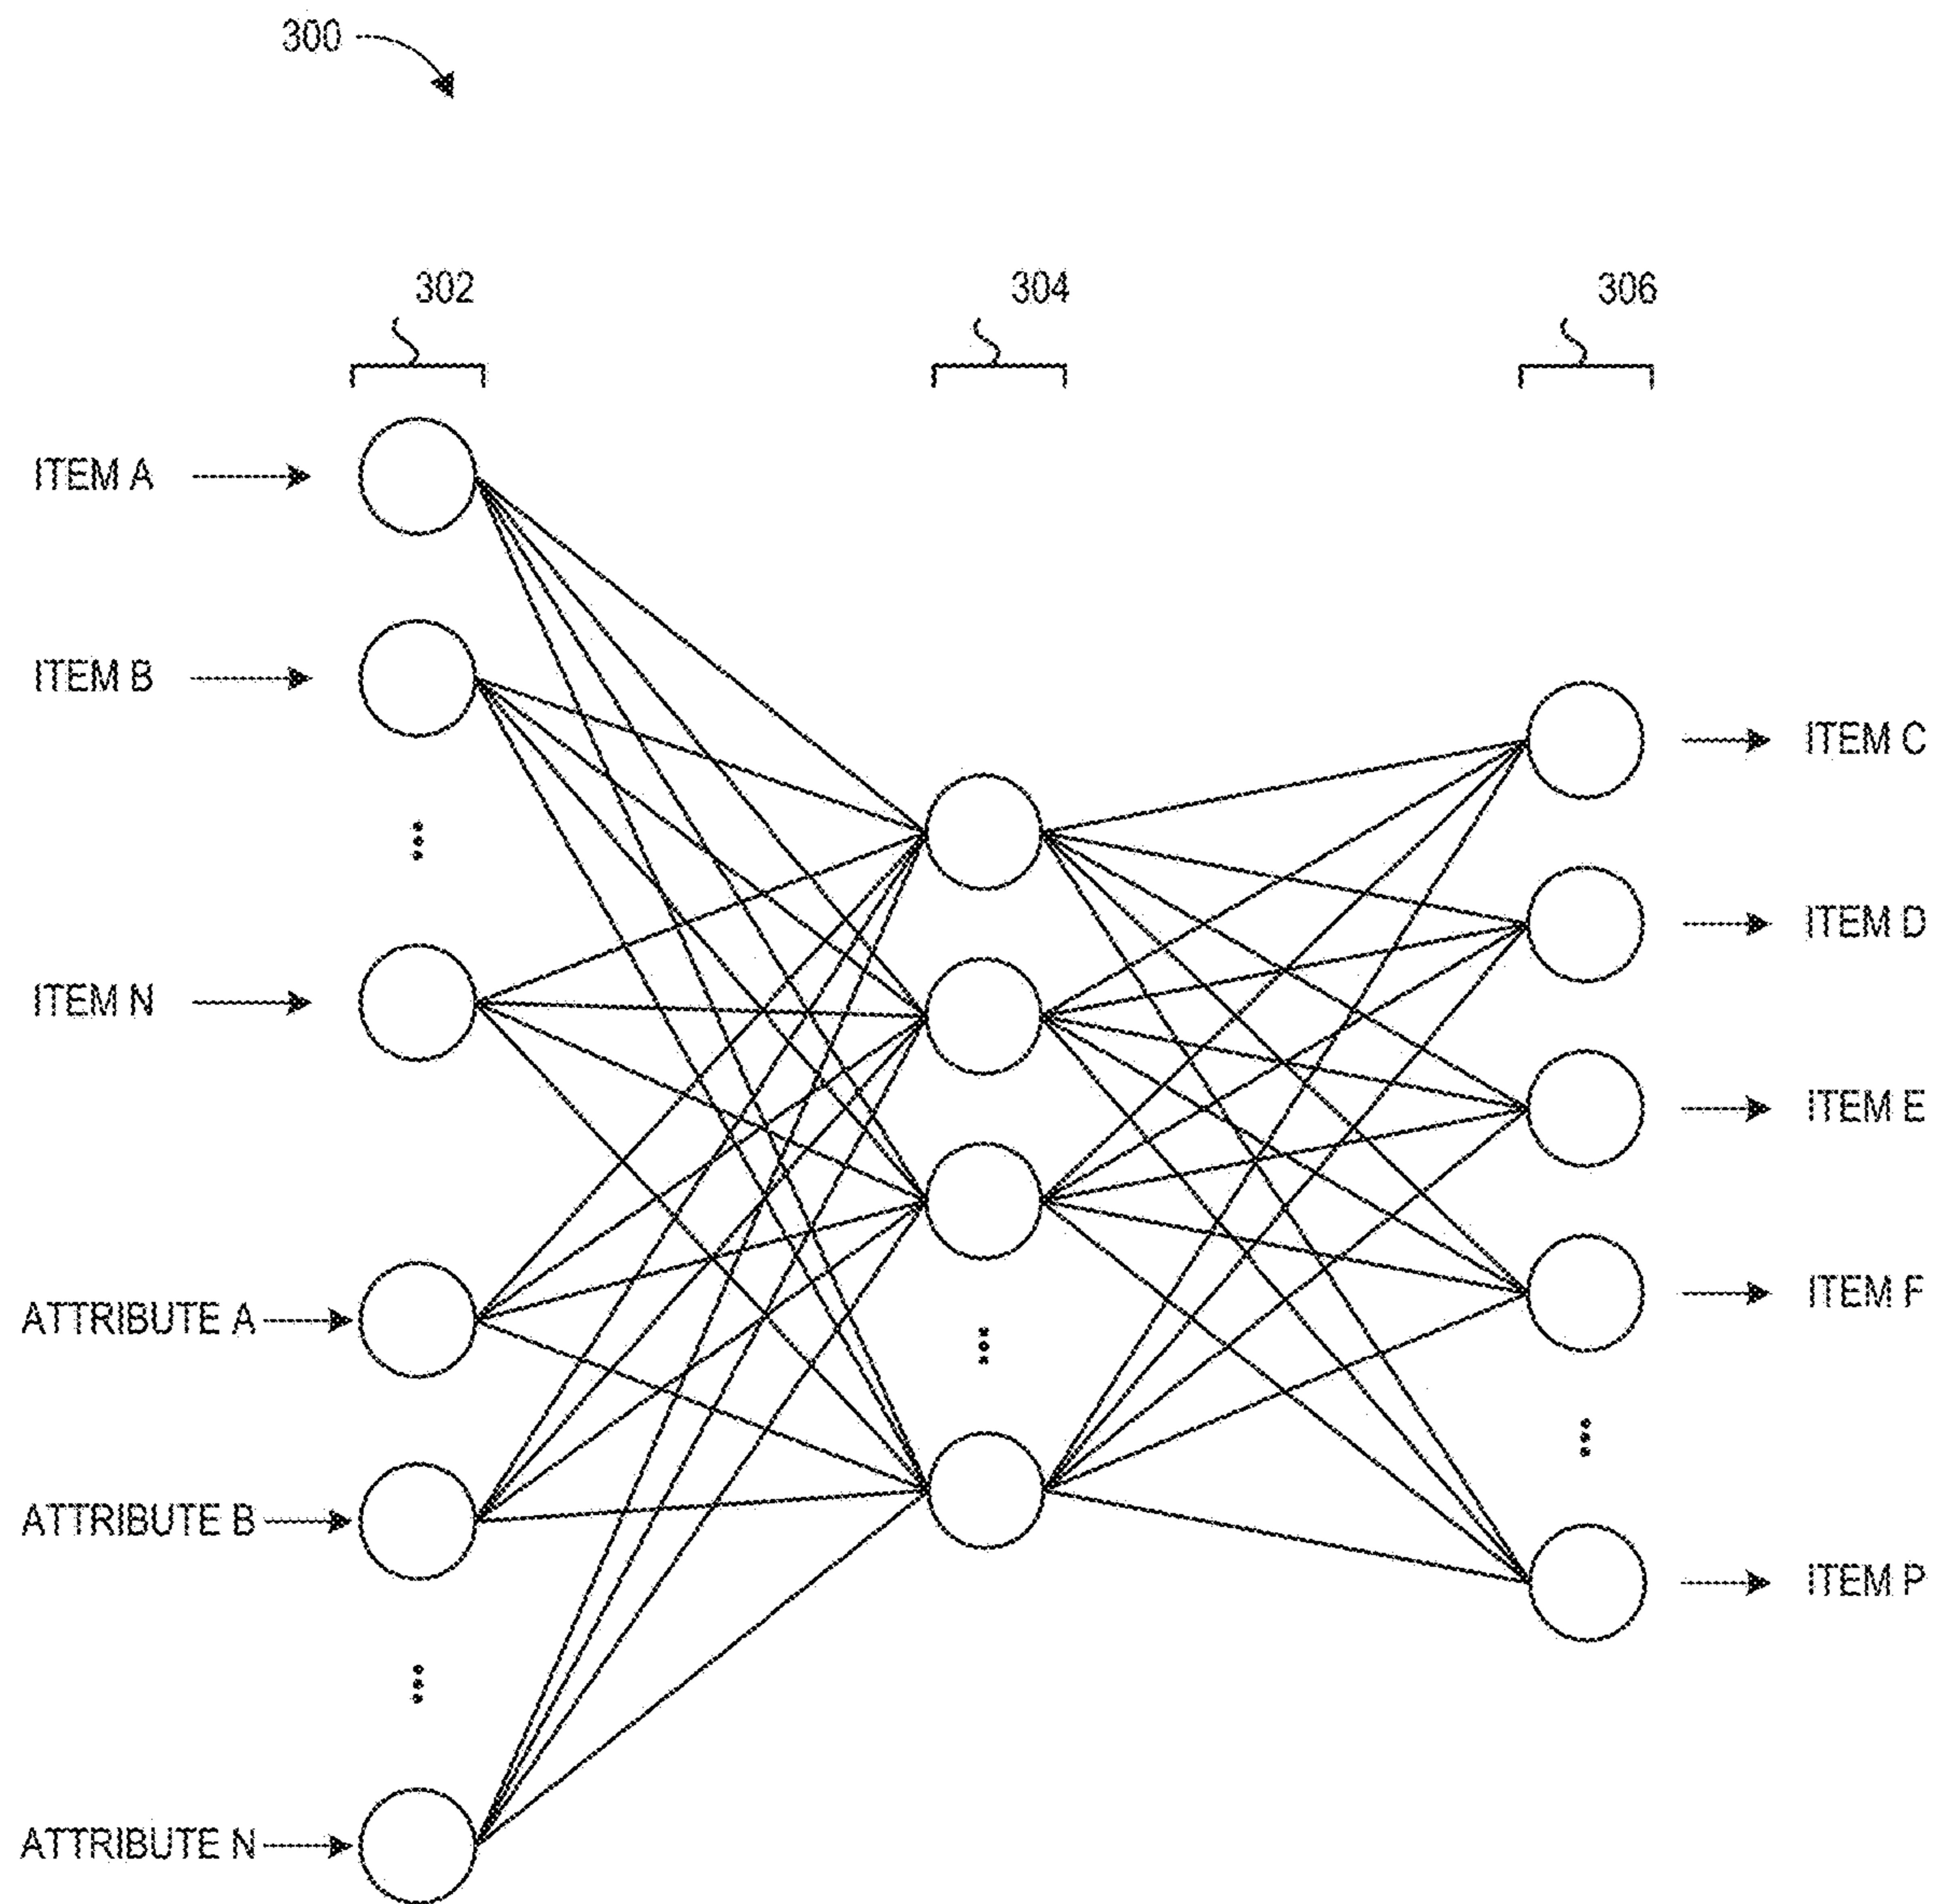 300
302
304
306
ITEM A
ITEM B
ITEM N
ATTRIBUTE A
ATTRIBUTE B
ATTRIBUTE N
ITEM C
ITEM D
ITEM E
ITEM F
ITEM P